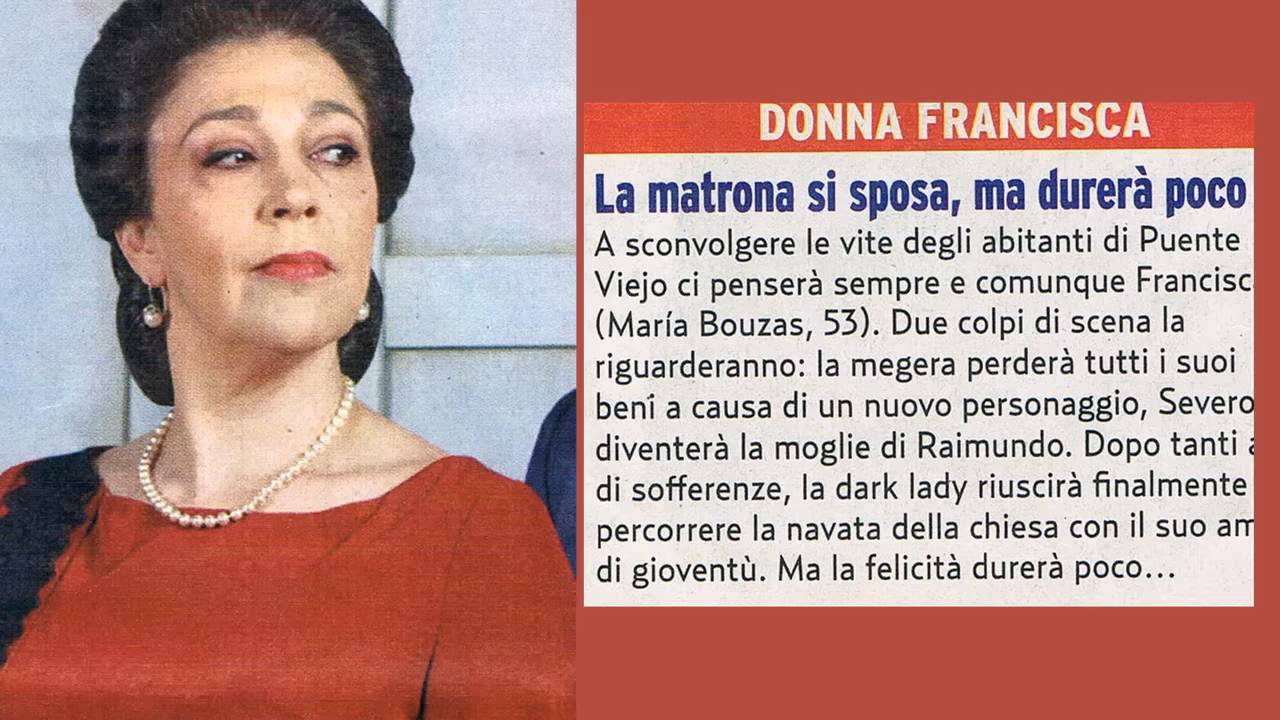 DONNA FRANCISCA
La matrona si sposa, ma durerà poco
A sconvolgere le vite degli abitanti di Puente
Viejo ci penserà sempre e comunque Francisc
(María Bouzas, 53). Due colpi di scena la
riguarderanno: la megera perderà tutti i suoi
beni a causa di un nuovo personaggio, Severo
diventerà la moglie di Raimundo. Dopo tanti a
di sofferenze, la dark lady riuscirà finalmente
percorrere la navata della chiesa con il suo am
di gioventù. Ma la felicità durerà poco...